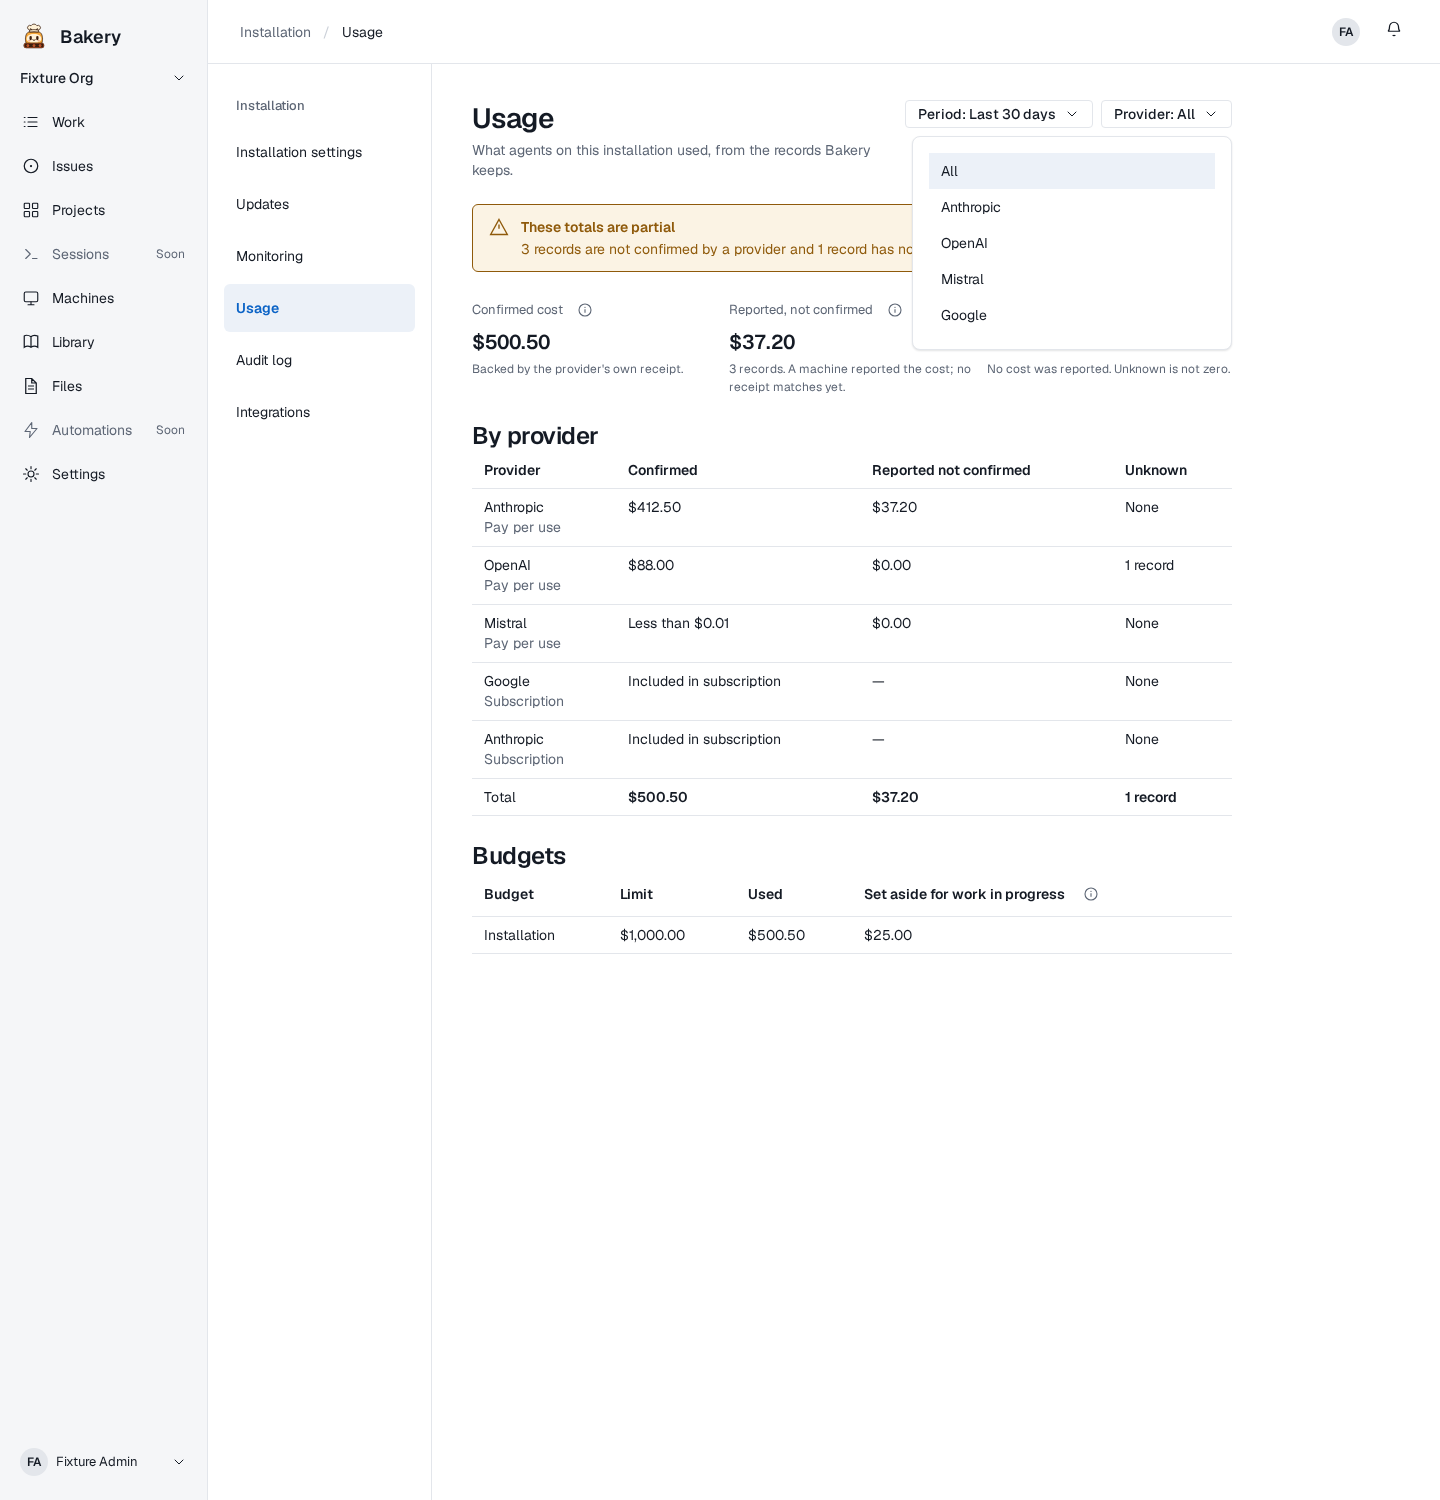 Bakery
Fixture Org
Work
Issues
Projects
Sessions Soon
Machines
Library
Files
Automations Soon
Settings
FA Fixture Admin
Installation / Usage
FA
Installation
Installation settings
Updates
Monitoring
Usage
Audit log
Integrations
Usage
What agents on this installation used, from the records Bakery
keeps.
Period: Last 30 days
Provider: All
All
Anthropic
OpenAI
Mistral
Google
These totals are partial
3 records are not confirmed by a provider and 1 record has no
Confirmed cost
$500.50
Backed by the provider's own receipt.
Reported, not confirmed
$37.20
3 records. A machine reported the cost; no
receipt matches yet.
No cost was reported. Unknown is not zero.
By provider
Provider Confirmed Reported not confirmed Unknown
Anthropic $412.50 $37.20 None
Pay per use
OpenAI $88.00 $0.00 1 record
Pay per use
Mistral Less than $0.01 $0.00 None
Pay per use
Google Included in subscription — None
Subscription
Anthropic Included in subscription — None
Subscription
Total $500.50 $37.20 1 record
Budgets
Budget Limit Used Set aside for work in progress
Installation $1,000.00 $500.50 $25.00